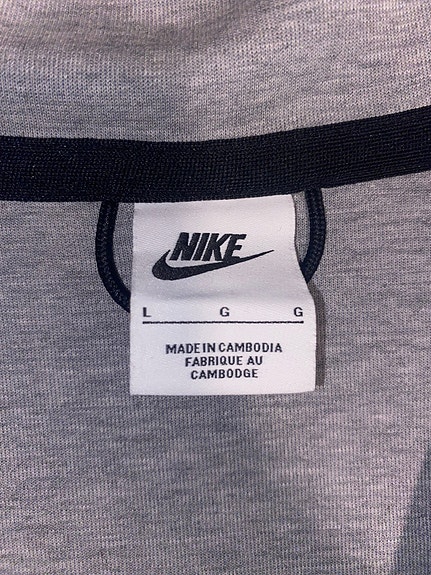 NIKE
L G G
MADE IN CAMBODIA
FABRIQUE AU
CAMBODGE